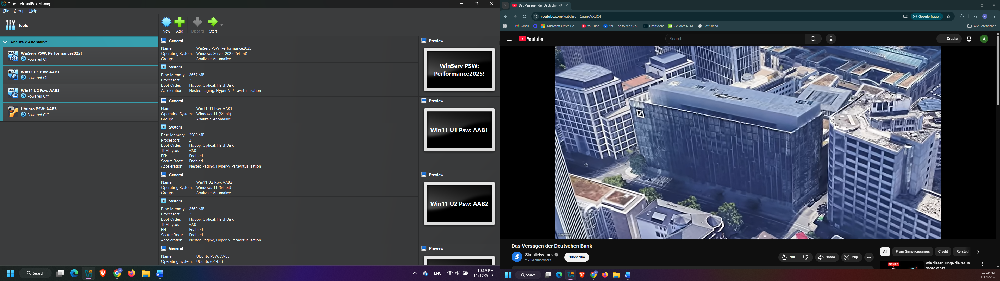 Oracle VirtualBox Manager
File Group Help
Tools
New Add Discard Start
Analiza e Anomalive
WinServ PSW: Performance2025!
Powered Off
Win11 U1 Psw: AAB1
Powered Off
Win11 U2 Psw: AAB2
Powered Off
Ubunto PSW: AAB3
Powered Off
General
Name: WinServ PSW: Performance2025!
Operating System: Windows Server 2022 (64-bit)
Groups: Analiza e Anomalive
System
Base Memory: 2657 MB
Processors: 2
Boot Order: Floppy, Optical, Hard Disk
Acceleration: Nested Paging, Hyper-V Paravirtualization
Preview
WinServ PSW:
Performance2025!
General
Name: Win11 U1 Psw: AAB1
Operating System: Windows 11 (64-bit)
Groups: Analiza e Anomalive
System
Base Memory: 2560 MB
Processors: 2
Boot Order: Floppy, Optical, Hard Disk
TPM Type: v2.0
EFI: Enabled
Secure Boot: Enabled
Acceleration: Nested Paging, Hyper-V Paravirtualization
Preview
Win11 U1 Psw: AAB1
General
Name: Win11 U2 Psw: AAB2
Operating System: Windows 11 (64-bit)
Groups: Analiza e Anomalive
System
Base Memory: 2560 MB
Processors: 2
Boot Order: Floppy, Optical, Hard Disk
TPM Type: v2.0
EFI: Enabled
Secure Boot: Enabled
Acceleration: Nested Paging, Hyper-V Paravirtualization
Preview
Win11 U2 Psw: AAB2
General
Name: Ubunto PSW: AAB3
Operating System: Ubuntu (64-bit)
Preview
Search
ENG
10:19 PM
11/17/2025
Das Versagen der Deutsche
youtube.com/watch?v=jCeqnoVXdC4
Google fragen
Gmail Microsoft Office Ho... YouTube YouTube to Mp3 Co... FlashScore GeForce NOW BestFriend Alle Lesezeichen
YouTube
Search
Create
A
Das Versagen der Deutschen Bank
Simplicissimus
2.28M subscribers
Subscribe
70K Share Clip
All From Simplicissimus Credit Related
GENIE
Wie dieser Junge die NASA
gehackt hat
Search
10:19 PM
11/17/2025